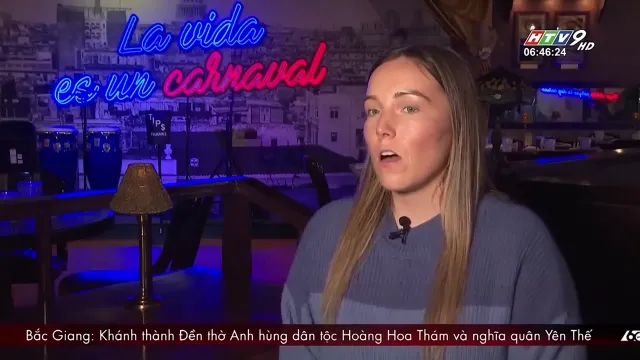 La vida
es un carnaval
HTV9 HD
06:46:24
TIPS
Bắc Giang: Khánh thành Đền thờ Anh hùng dân tộc Hoàng Hoa Thám và nghĩa quân Yên Thế